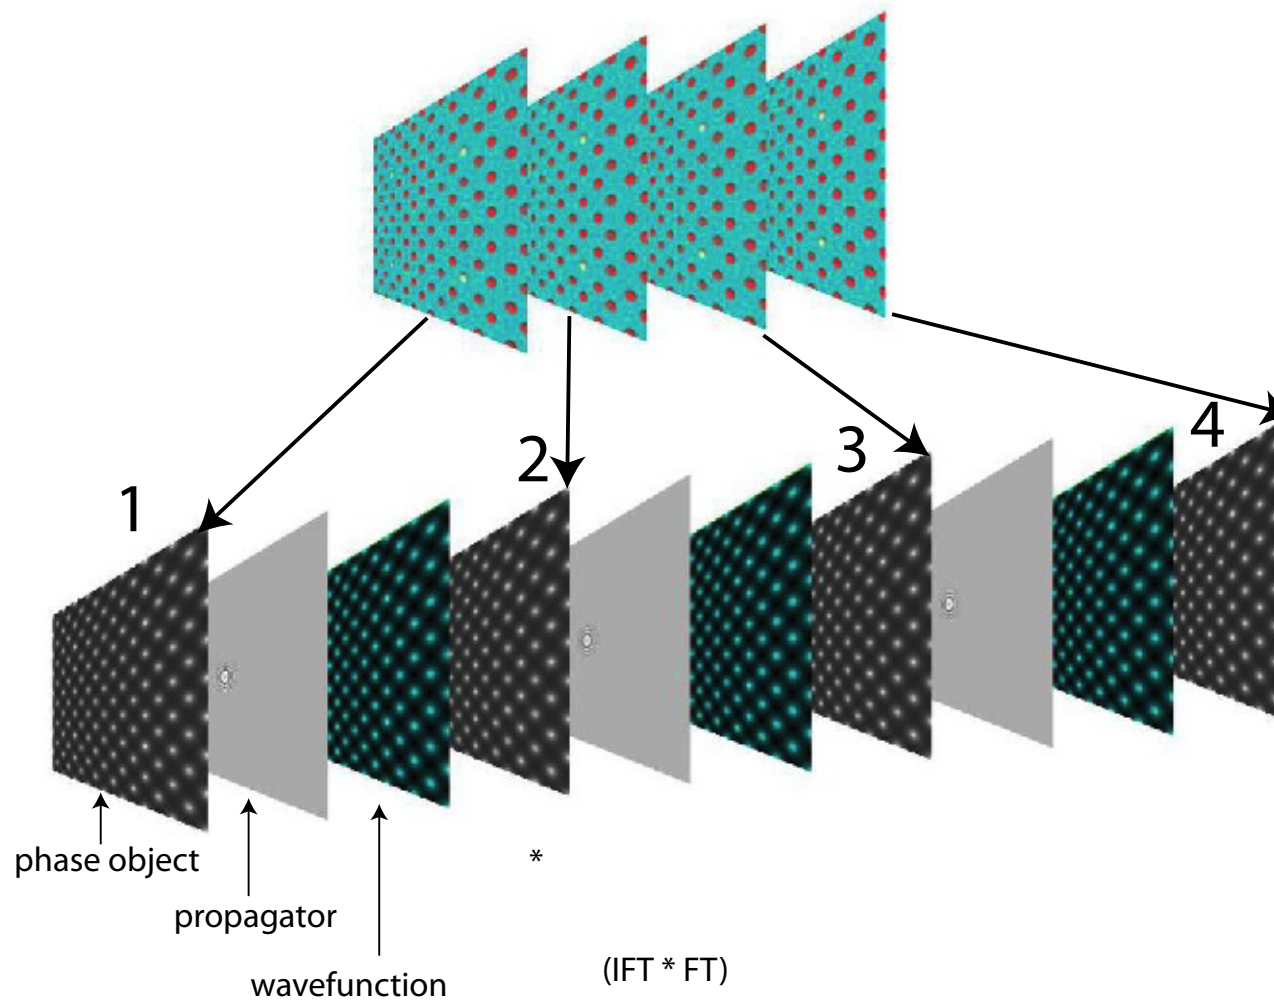 1
2
3
4
phase object
*
propagator
wavefunction
(IFT * FT)